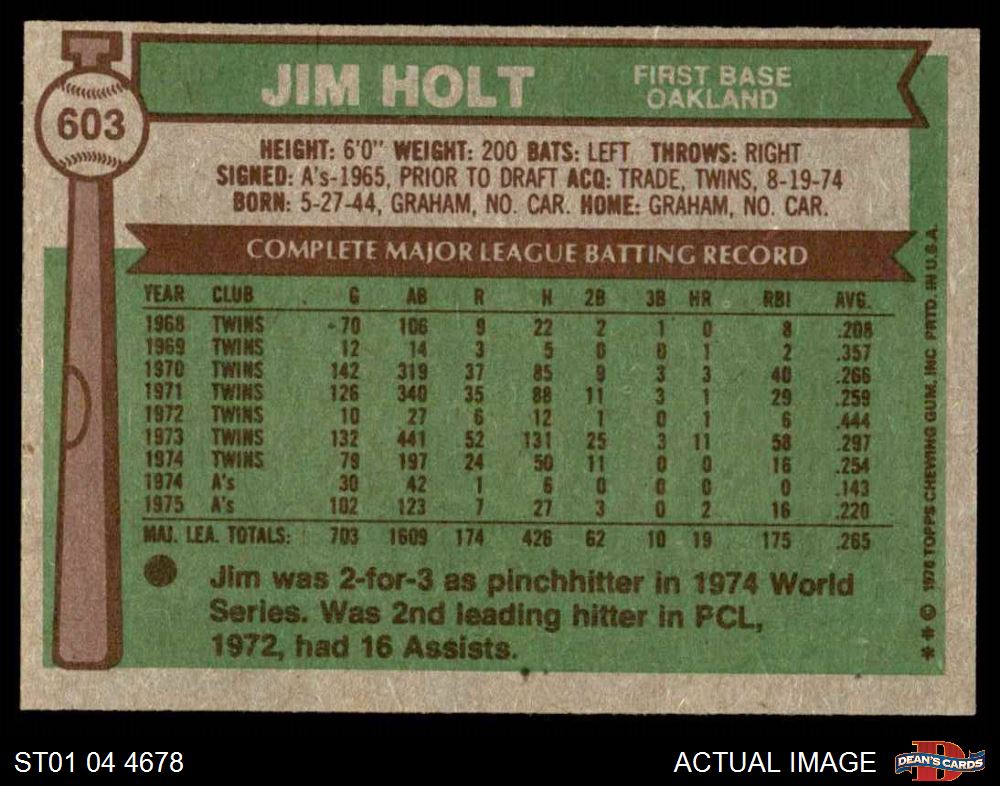 603
JIM HOLT
FIRST BASE
OAKLAND
HEIGHT: 6'0" WEIGHT: 200 BATS: LEFT THROWS: RIGHT
SIGNED: A's-1965, PRIOR TO DRAFT ACQ: TRADE, TWINS, 8-19-74
BORN: 5-27-44, GRAHAM, NO. CAR. HOME: GRAHAM, NO. CAR.
COMPLETE MAJOR LEAGUE BATTING RECORD
YEAR CLUB G AB R H 2B 3B HR RBI AVG.
1968 TWINS 70 106 9 22 2 1 0 8 .208
1969 TWINS 12 14 3 5 0 0 1 2 .357
1970 TWINS 142 319 37 85 9 3 3 40 .266
1971 TWINS 126 340 35 88 11 3 1 29 .259
1972 TWINS 10 27 6 12 1 0 1 6 .444
1973 TWINS 132 441 52 131 25 3 11 58 .297
1974 TWINS 79 197 24 50 11 0 0 16 .254
1974 A's 30 42 1 6 0 0 0 0 .143
1975 A's 102 123 7 27 3 0 2 16 .220
MAJ. LEA. TOTALS: 703 1609 174 426 62 10 19 175 .265
Jim was 2-for-3 as pinchhitter in 1974 World
Series. Was 2nd leading hitter in PCL,
1972, had 16 Assists.
** © 1976 TOPPS CHEWING GUM, INC PRTD. IN U.S.A.
ST01 04 4678
ACTUAL IMAGE
D
DEAN'S CARDS